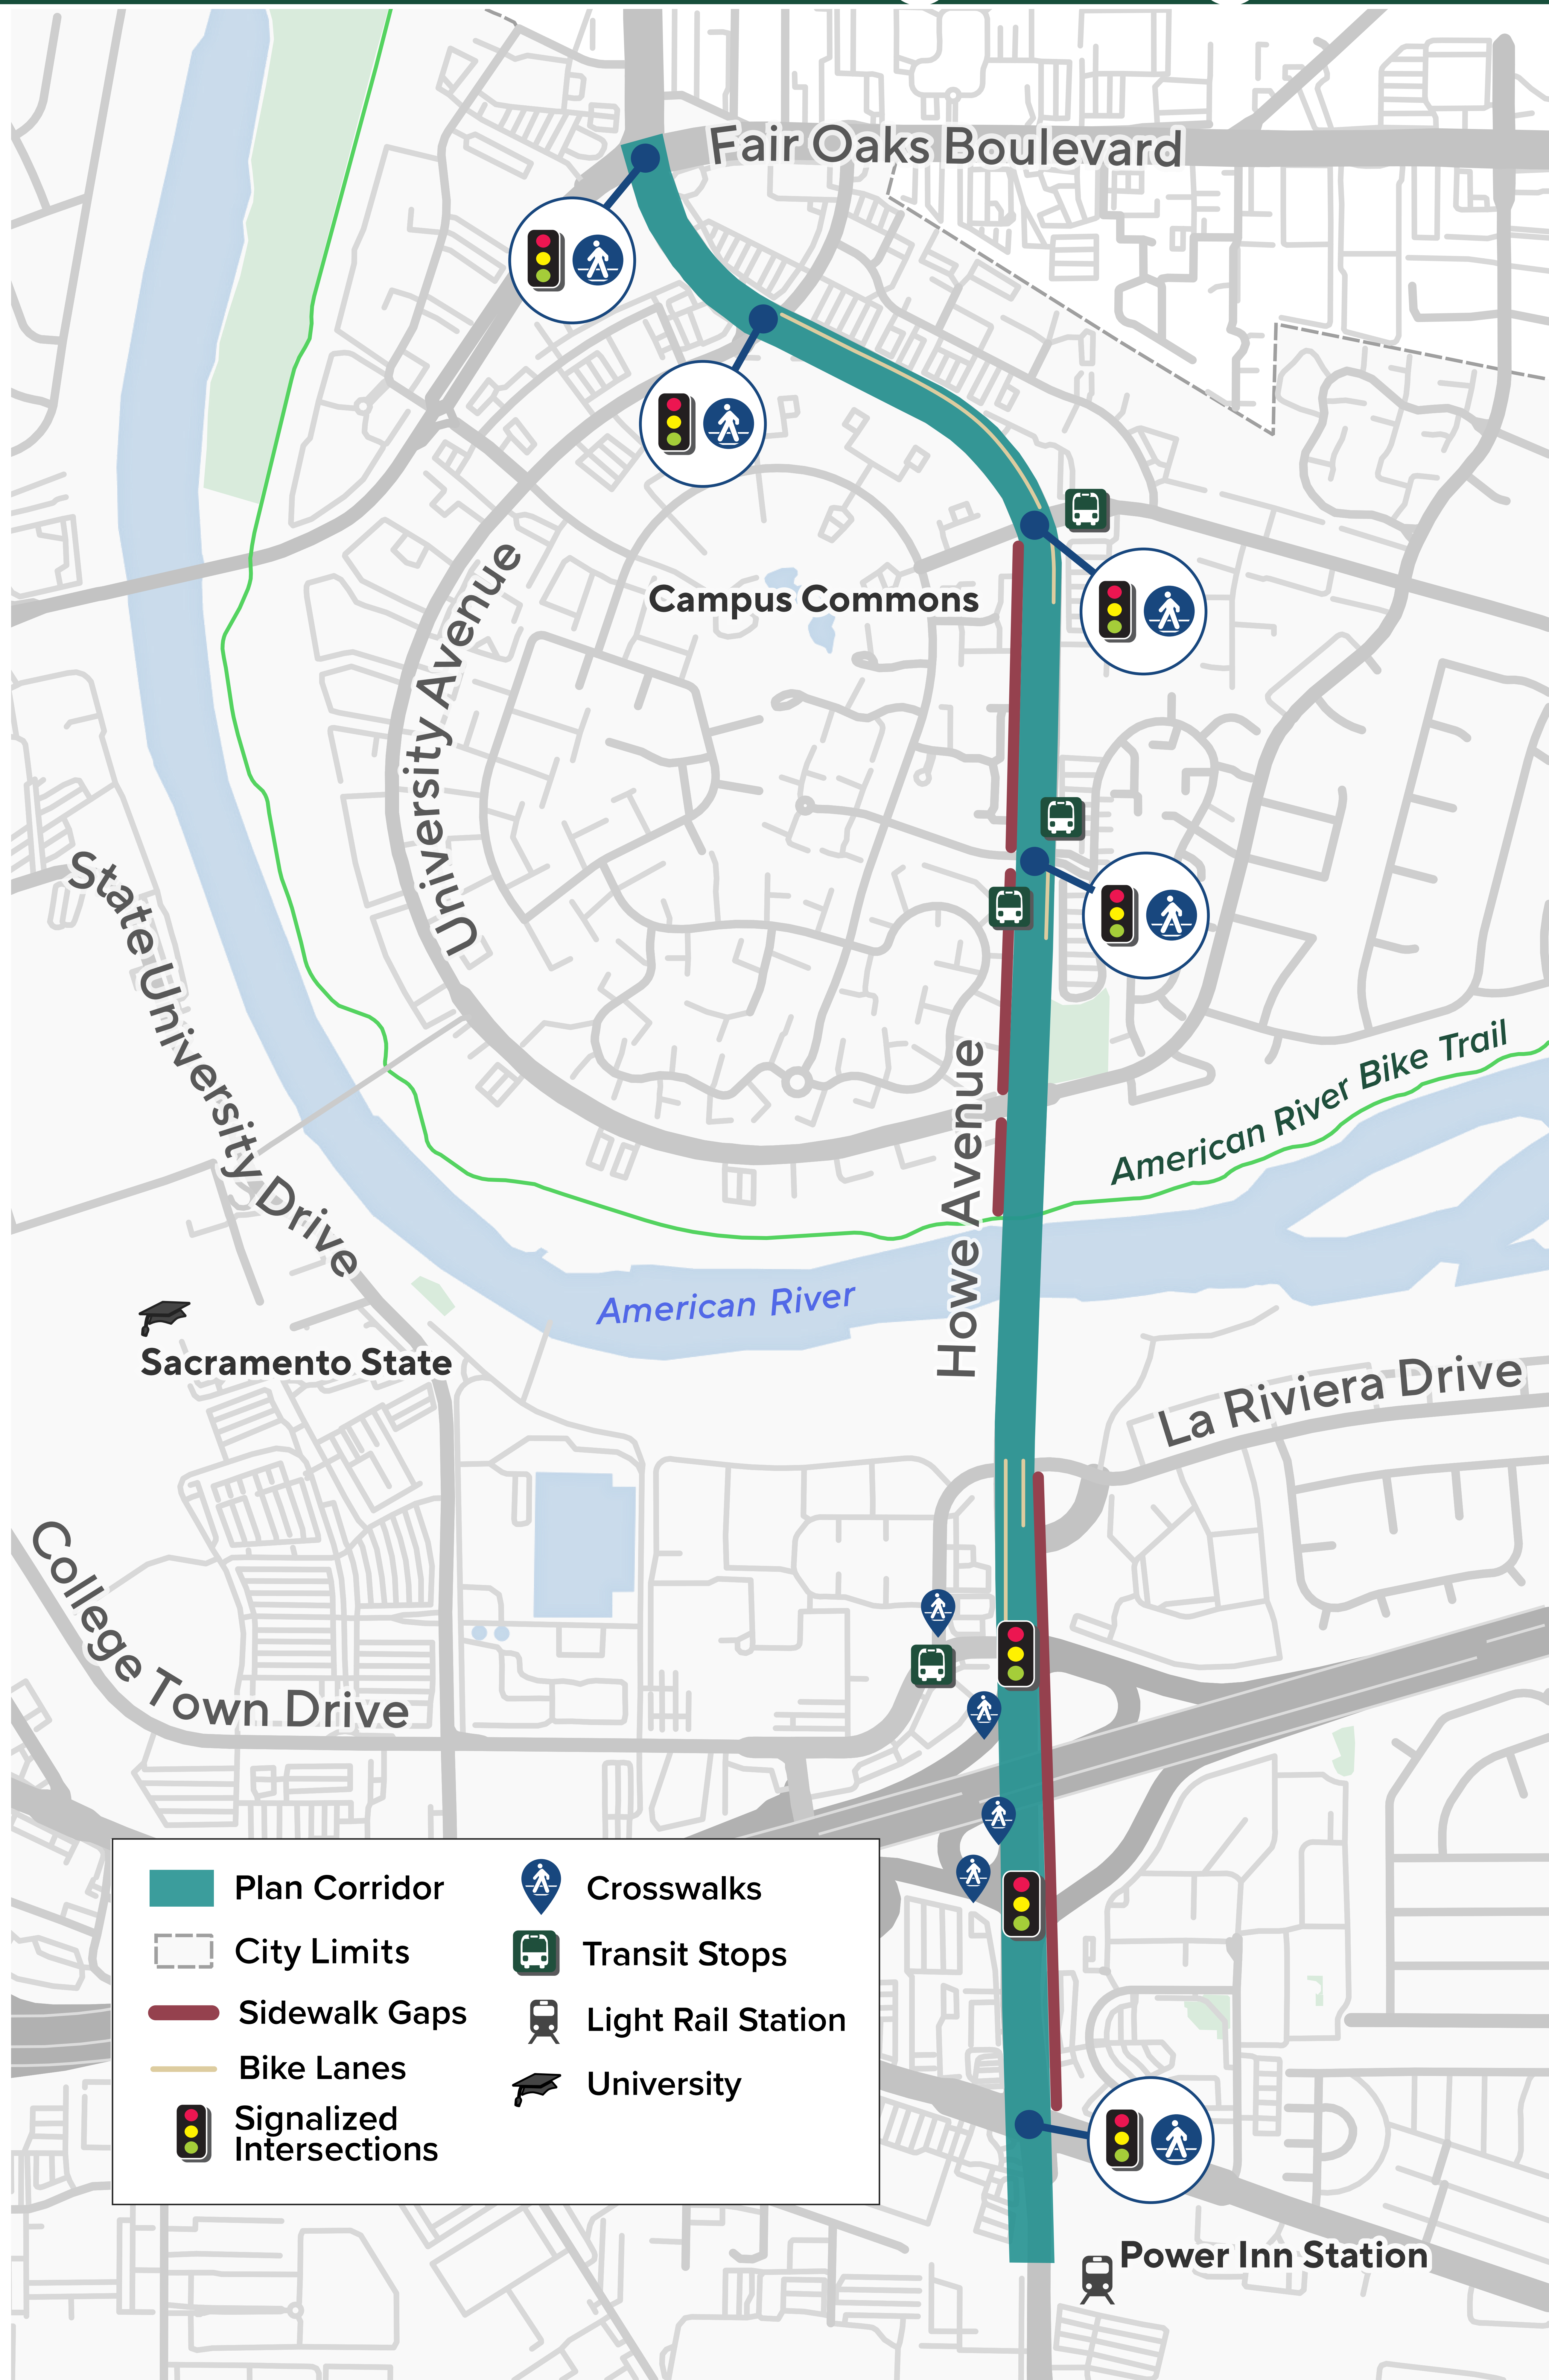 Fair Oaks Boulevard
Campus Commons
University Avenue
State University Drive
American River Bike Trail
Howe Avenue
American River
Sacramento State
La Riviera Drive
College Town Drive
Plan Corridor
City Limits
Sidewalk Gaps
Bike Lanes
Signalized
Intersections
Crosswalks
Transit Stops
Light Rail Station
University
Power Inn Station